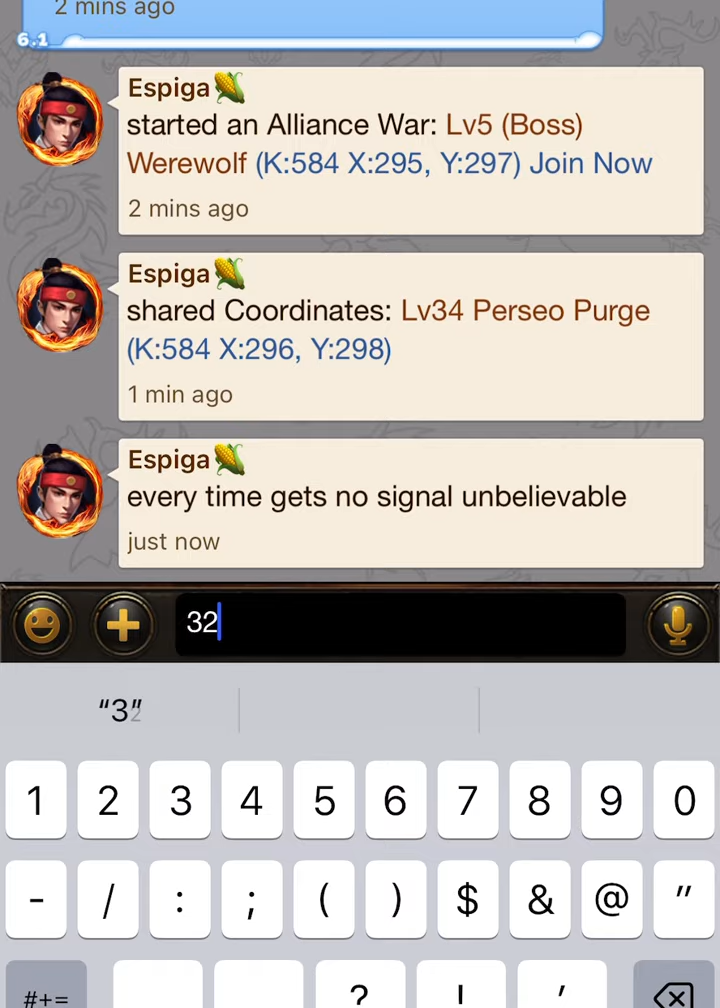 2 mins ago
6.1
Espiga🌽
started an Alliance War: Lv5 (Boss)
Werewolf (K:584 X:295, Y:297) Join Now
2 mins ago
Espiga🌽
shared Coordinates: Lv34 Perseo Purge
(K:584 X:296, Y:298)
1 min ago
Espiga🌽
every time gets no signal unbelievable
just now
32
1 2 3 4 5 6 7 8 9 0
- / : ; ( ) $ & @ "
#+= ? ! '